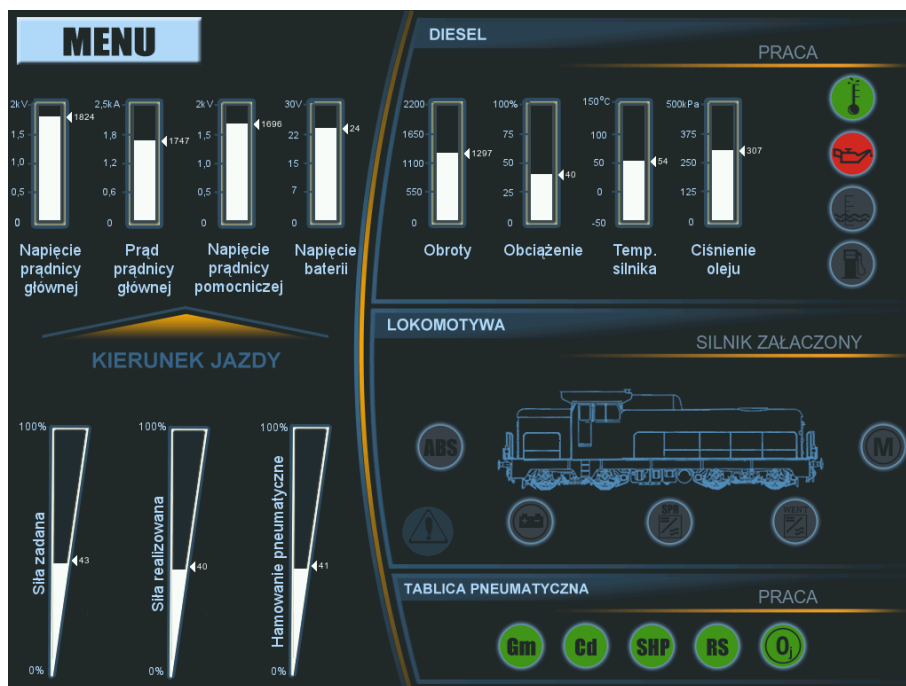 MENU
2kV
1,5
1,0
0,5
0
1824
2,5kA
1,8
1,2
0,6
0
1747
2kV
1,5
1,0
0,5
0
1696
30V
22
15
7
0
24
Napięcie
prądnicy
głównej
Prąd
prądnicy
głównej
Napięcie
prądnicy
pomocniczej
Napięcie
baterii
KIERUNEK JAZDY
100%
Siła zadana
43
0%
100%
Siła realizowana
40
0%
100%
Hamowanie pneumatyczne
41
0%
DIESEL
PRACA
2200
1650
1100
550
0
1297
100%
75
50
25
0
40
150°C
100
50
0
-50
54
500kPa
375
250
125
0
307
Obroty
Obciążenie
Temp.
silnika
Ciśnienie
oleju
LOKOMOTYWA
SILNIK ZAŁACZONY
ABS
M
SPR
WENT
TABLICA PNEUMATYCZNA
PRACA
Gm
Cd
SHP
RS
Oj